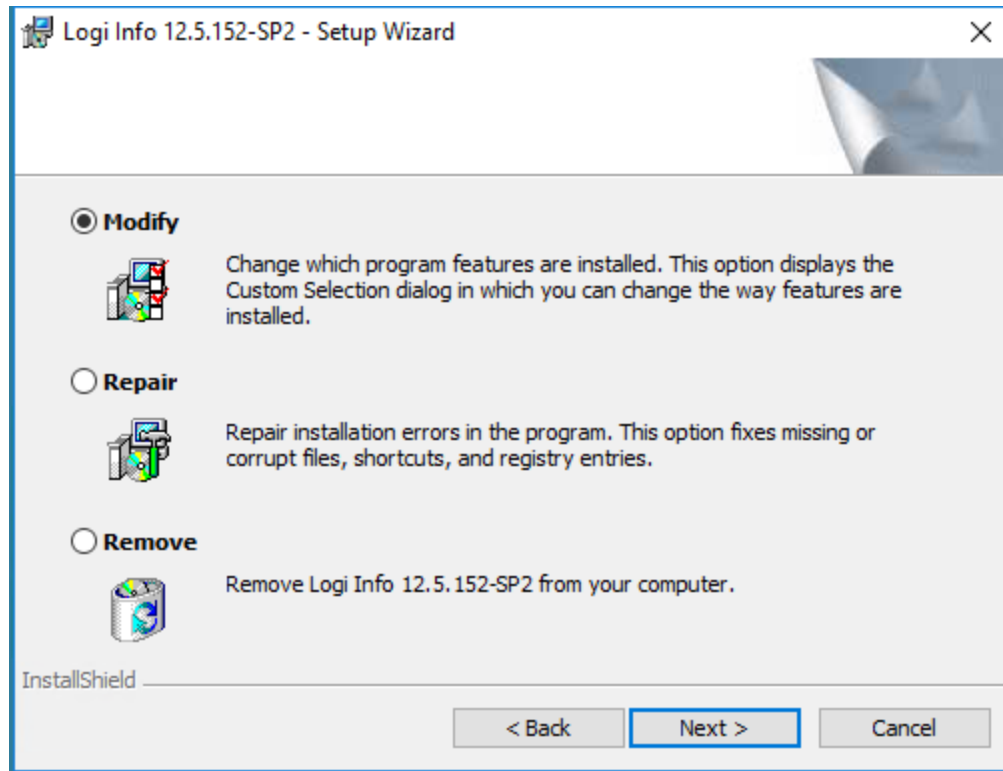 Logi Info 12.5.152-SP2 - Setup Wizard
Modify
Change which program features are installed. This option displays the
Custom Selection dialog in which you can change the way features are
installed.
Repair
Repair installation errors in the program. This option fixes missing or
corrupt files, shortcuts, and registry entries.
Remove
Remove Logi Info 12.5.152-SP2 from your computer.
InstallShield
< Back Next > Cancel